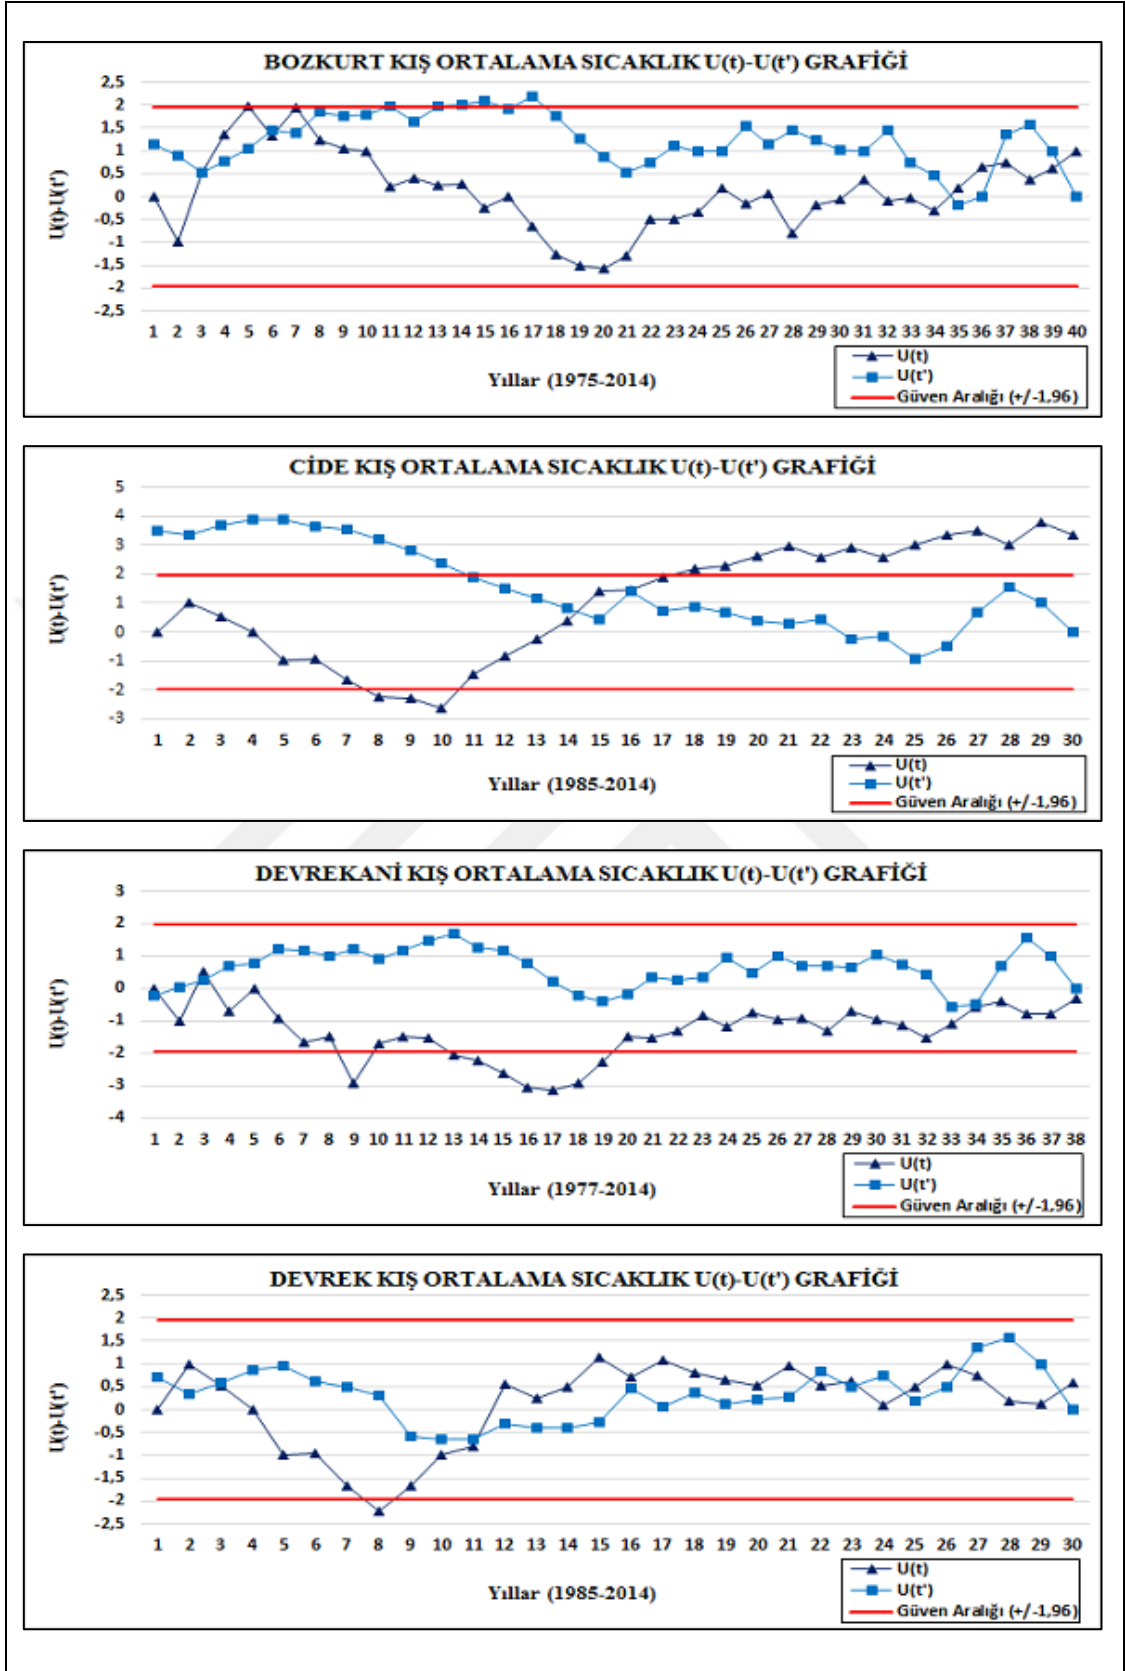 BOZKURT KIŞ ORTALAMA SICAKLIK U(t)-U(t') GRAFİĞİ
2,5
2
1,5
1
0,5
0
-0,5
-1
-1,5
-2
-2,5
U(t)-U(t')
1 2 3 4 5 6 7 8 9 10 11 12 13 14 15 16 17 18 19 20 21 22 23 24 25 26 27 28 29 30 31 32 33 34 35 36 37 38 39 40
Yıllar (1975-2014)
U(t)
U(t')
Güven Aralığı (+/-1,96)
CİDE KIŞ ORTALAMA SICAKLIK U(t)-U(t') GRAFİĞİ
5
4
3
2
1
0
-1
-2
-3
U(t)-U(t')
1 2 3 4 5 6 7 8 9 10 11 12 13 14 15 16 17 18 19 20 21 22 23 24 25 26 27 28 29 30
Yıllar (1985-2014)
U(t)
U(t')
Güven Aralığı (+/-1,96)
DEVREKANİ KIŞ ORTALAMA SICAKLIK U(t)-U(t') GRAFİĞİ
3
2
1
0
-1
-2
-3
-4
U(t)-U(t')
1 2 3 4 5 6 7 8 9 10 11 12 13 14 15 16 17 18 19 20 21 22 23 24 25 26 27 28 29 30 31 32 33 34 35 36 37 38
Yıllar (1977-2014)
U(t)
U(t')
Güven Aralığı (+/-1,96)
DEVREK KIŞ ORTALAMA SICAKLIK U(t)-U(t') GRAFİĞİ
2,5
2
1,5
1
0,5
0
-0,5
-1
-1,5
-2
-2,5
U(t)-U(t')
1 2 3 4 5 6 7 8 9 10 11 12 13 14 15 16 17 18 19 20 21 22 23 24 25 26 27 28 29 30
Yıllar (1985-2014)
U(t)
U(t')
Güven Aralığı (+/-1,96)